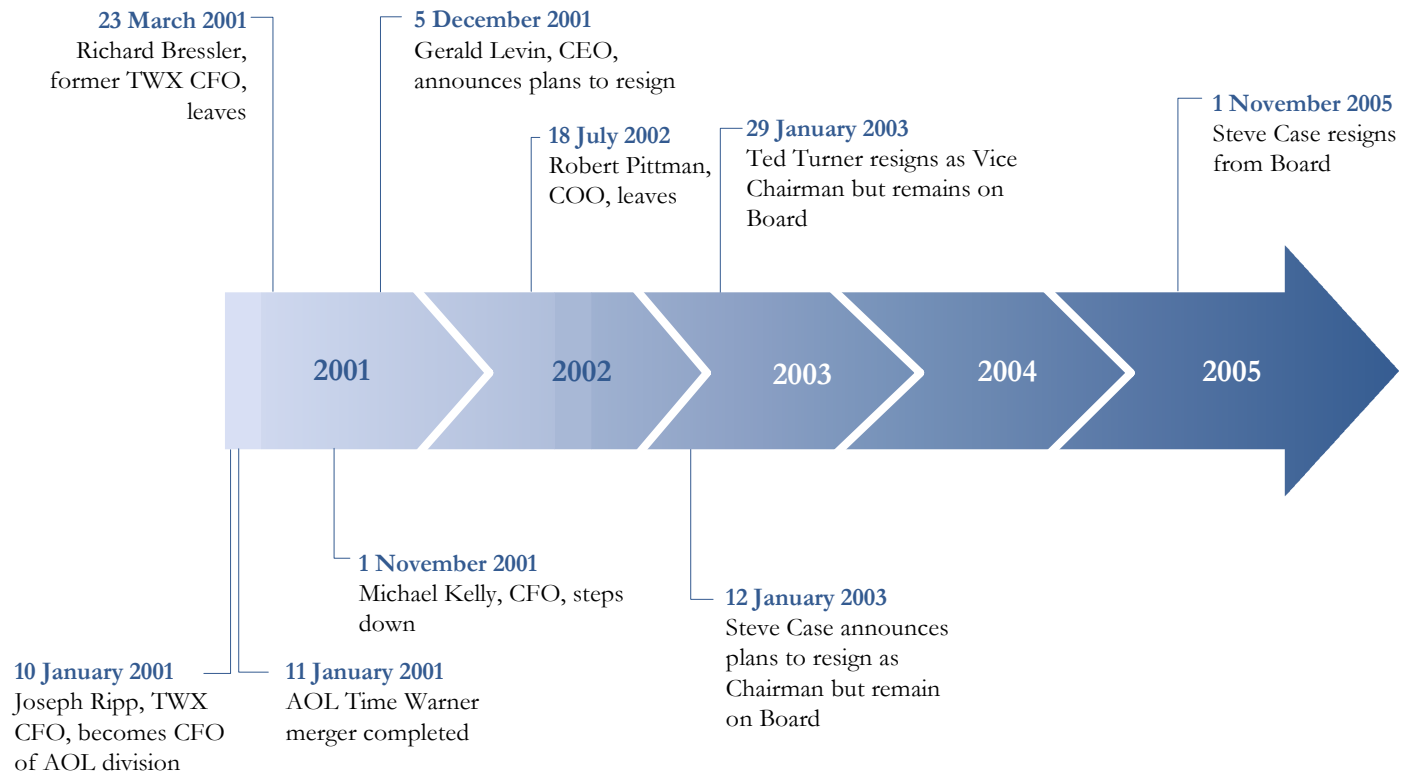 23 March 2001
Richard Bressler,
former TWX CFO,
leaves
5 December 2001
Gerald Levin, CEO,
announces plans to resign
18 July 2002
Robert Pittman,
COO, leaves
29 January 2003
Ted Turner resigns as Vice
Chairman but remains on
Board
1 November 2005
Steve Case resigns
from Board
2001
2002
2003
2004
2005
10 January 2001
Joseph Ripp, TWX
CFO, becomes CFO
of AOL division
11 January 2001
AOL Time Warner
merger completed
1 November 2001
Michael Kelly, CFO, steps
down
12 January 2003
Steve Case announces
plans to resign as
Chairman but remain
on Board